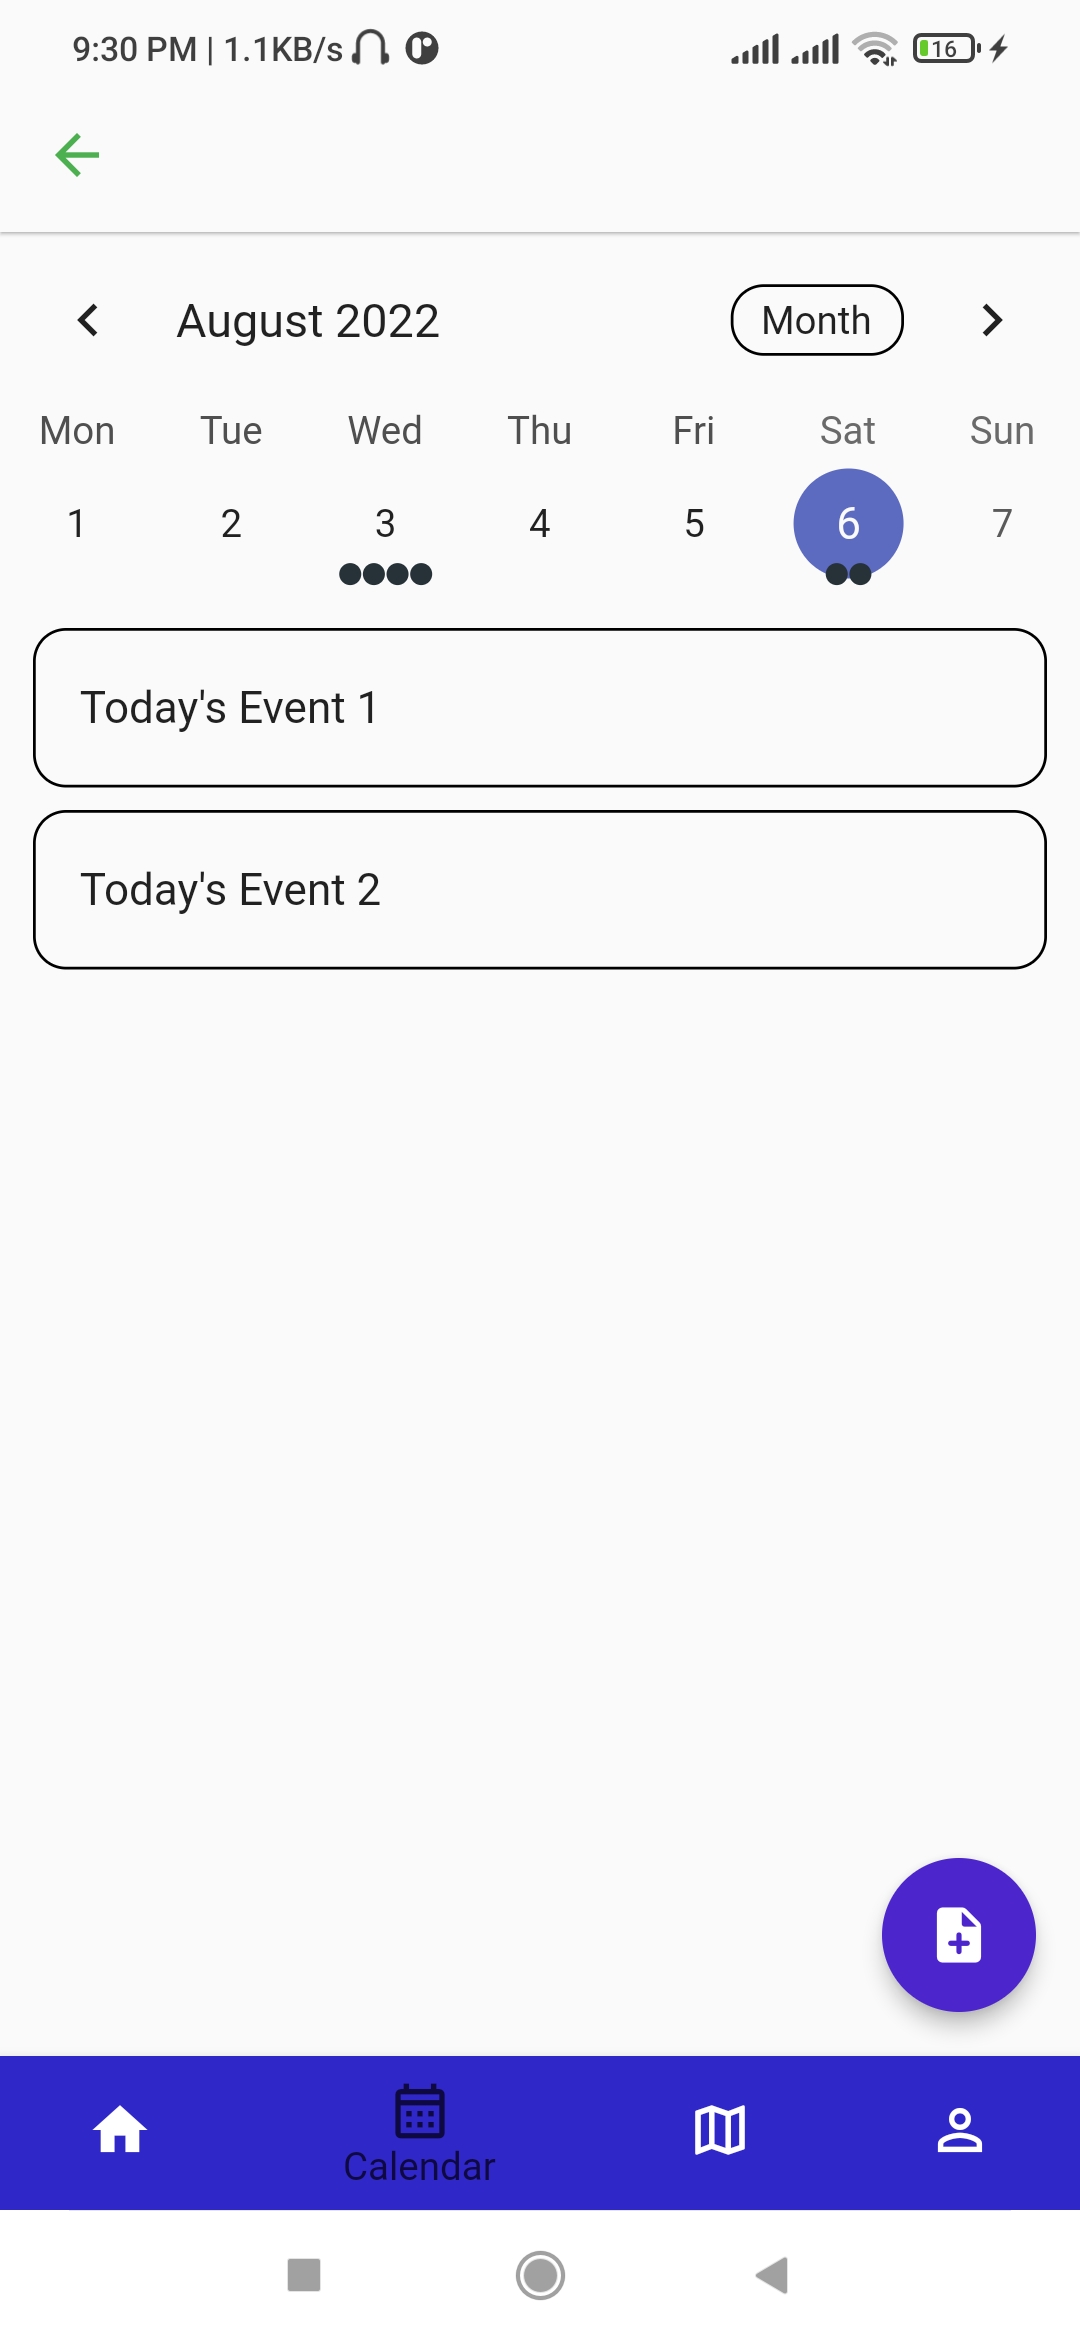 9:30 PM | 1.1KB/s 16
August 2022 Month
Mon Tue Wed Thu Fri Sat Sun
1 2 3 4 5 6 7
Today's Event 1
Today's Event 2
Calendar